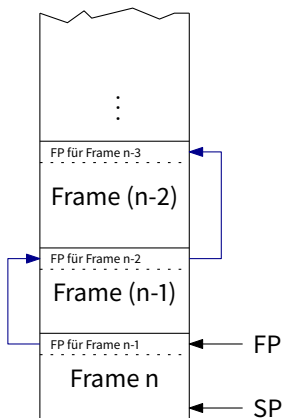 ⋮
FP für Frame n-3
Frame (n-2)
FP für Frame n-2
Frame (n-1)
FP für Frame n-1
FP
Frame n
SP